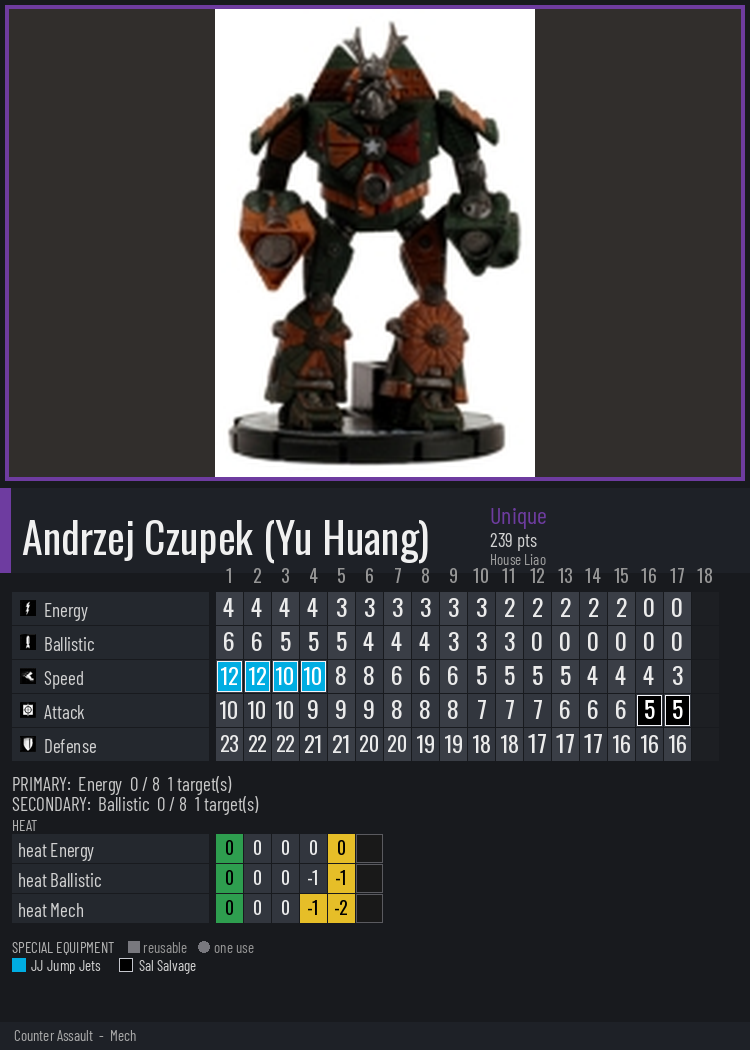 Andrzej Czupek (Yu Huang)
Unique
239 pts
House Liao
1 2 3 4 5 6 7 8 9 10 11 12 13 14 15 16 17 18
Energy 4 4 4 4 3 3 3 3 3 3 2 2 2 2 2 0 0
Ballistic 6 6 5 5 5 4 4 4 3 3 3 0 0 0 0 0 0
Speed 12 12 10 10 8 8 6 6 6 5 5 5 5 4 4 4 3
Attack 10 10 10 9 9 9 8 8 8 7 7 7 6 6 6 5 5
Defense 23 22 22 21 21 20 20 19 19 18 18 17 17 17 16 16 16
PRIMARY: Energy 0 / 8 1 target(s)
SECONDARY: Ballistic 0 / 8 1 target(s)
HEAT
heat Energy 0 0 0 0 0
heat Ballistic 0 0 0 -1 -1
heat Mech 0 0 0 -1 -2
SPECIAL EQUIPMENT reusable one use
JJ Jump Jets Sal Salvage
Counter Assault - Mech